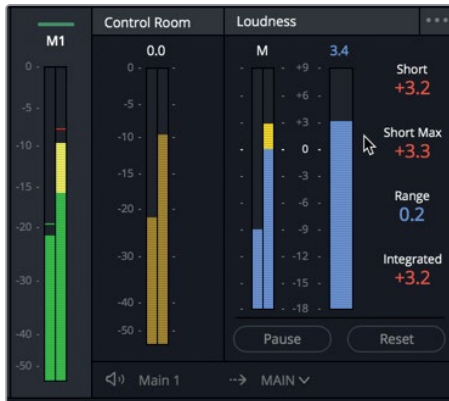 Control Room
Loudness
M1
0.0
M
3.4
0
-5
-10
-15
-20
-30
-40
-50
0
-5
-10
-15
-20
-30
-40
-50
+9
+6
+3
0
-3
-6
-9
-12
-15
-18
Short
+3.2
Short Max
+3.3
Range
0.2
Integrated
+3.2
Pause
Reset
Main 1
MAIN